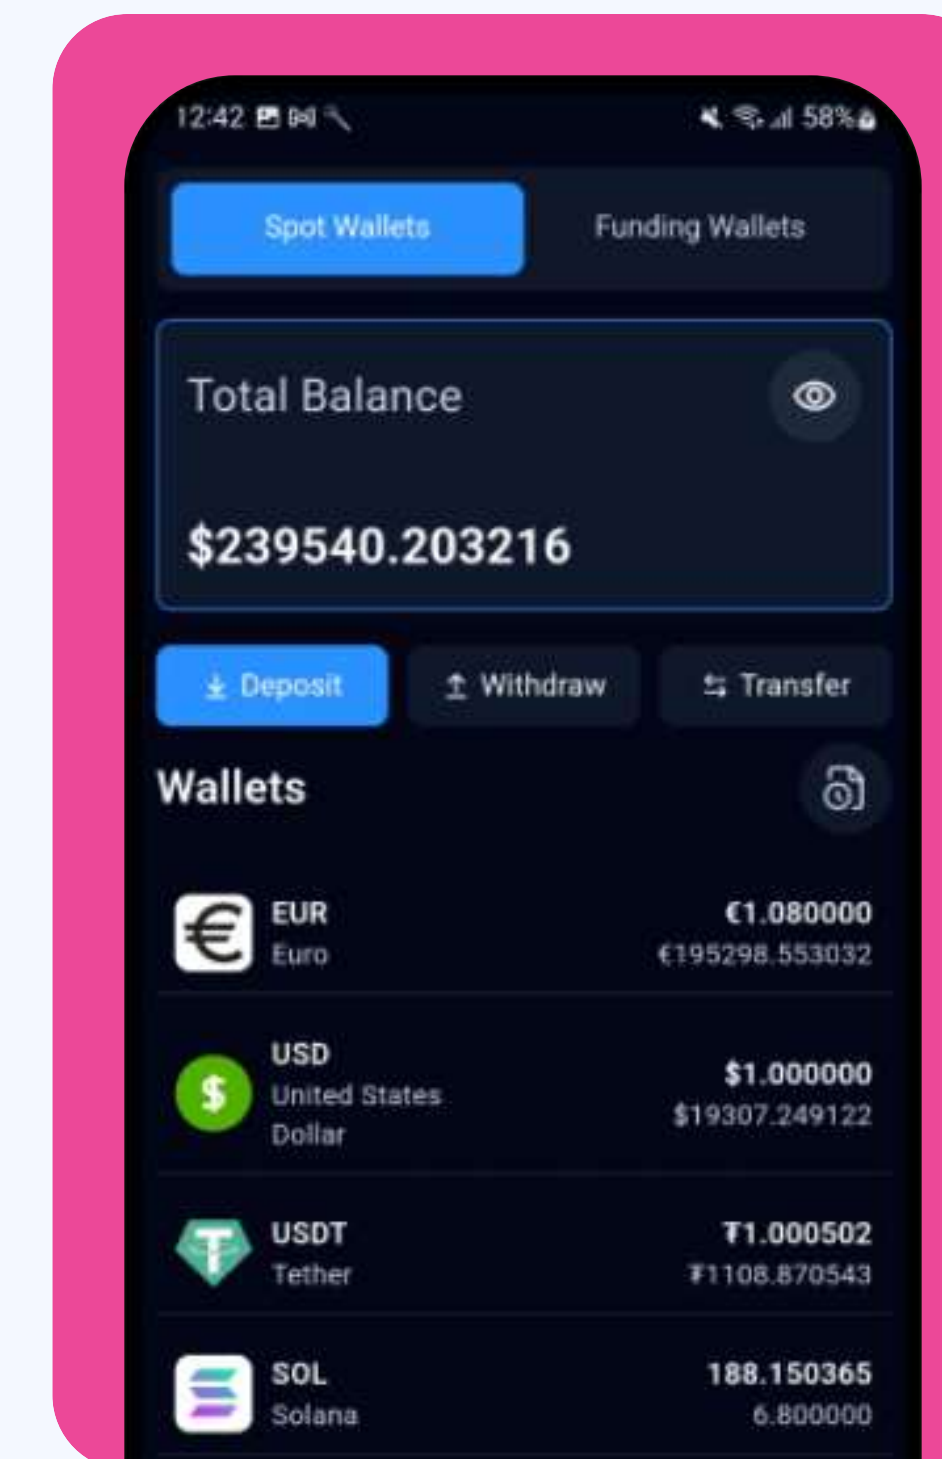 12:42
58%
Spot Wallets
Funding Wallets
Total Balance
$239540.203216
Deposit
Withdraw
Transfer
Wallets
EUR
€1.080000
Euro
€195298.553032
USD
$1.000000
United States
Dollar
$19307.249122
USDT
₮1.000502
Tether
₮1108.870543
SOL
188.150365
Solana
6.800000